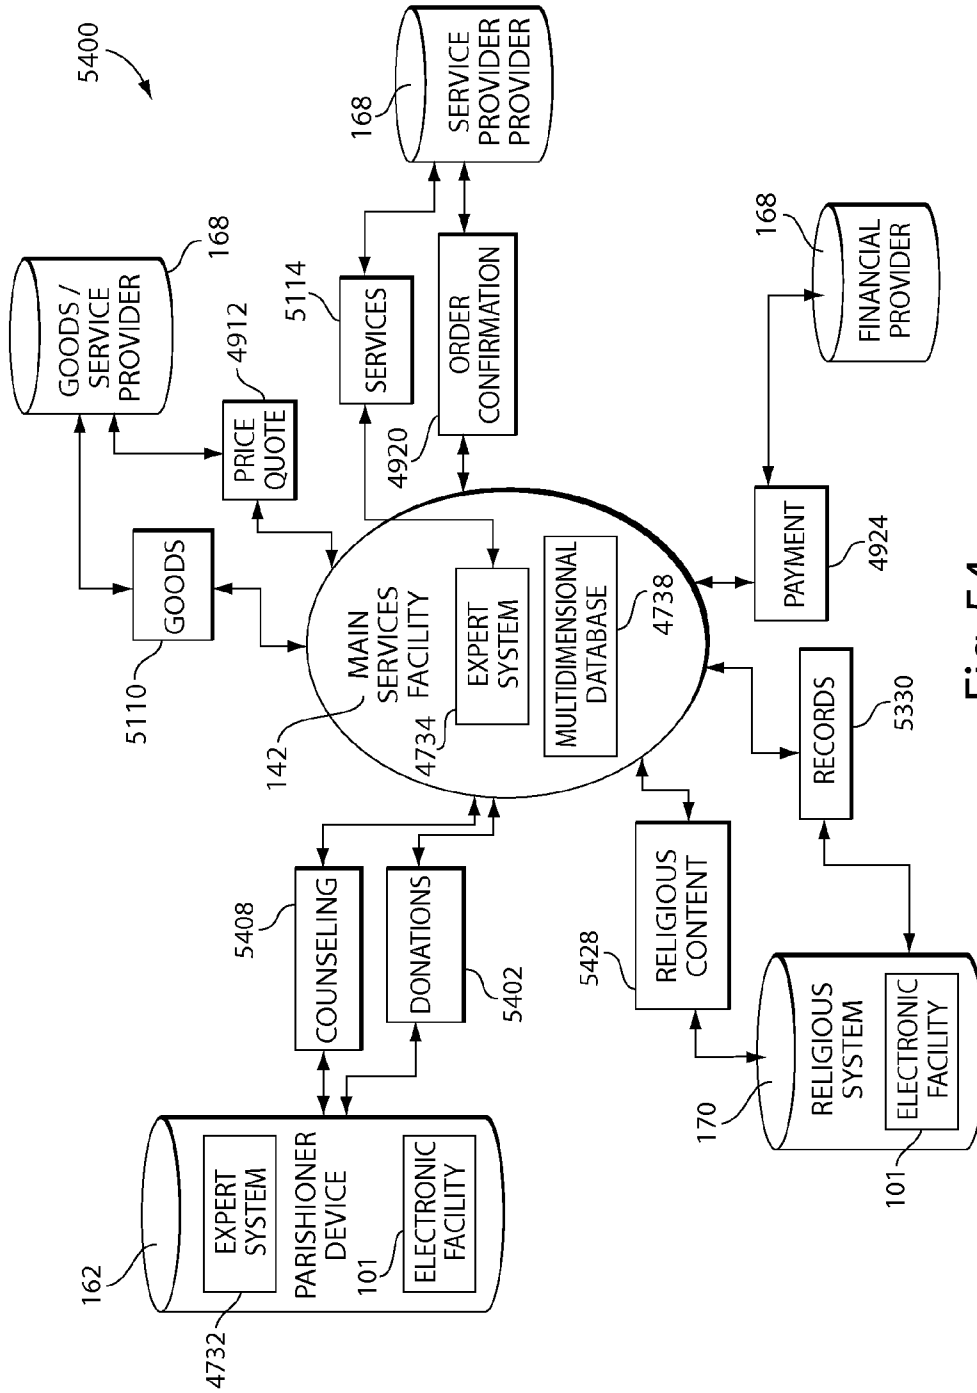 5400
162
EXPERT
SYSTEM
4732
PARISHIONER
DEVICE
101
ELECTRONIC
FACILITY
5408
COUNSELING
DONATIONS
5402
5110
GOODS
GOODS /
SERVICE
PROVIDER
168
PRICE
QUOTE
4912
142
MAIN
SERVICES
FACILITY
4734
EXPERT
SYSTEM
MULTIDIMENSIONAL
DATABASE
4738
5114
SERVICES
4920
ORDER
CONFIRMATION
168
SERVICE
PROVIDER
PROVIDER
5428
RELIGIOUS
CONTENT
170
RELIGIOUS
SYSTEM
101
ELECTRONIC
FACILITY
RECORDS
5330
PAYMENT
4924
168
FINANCIAL
PROVIDER